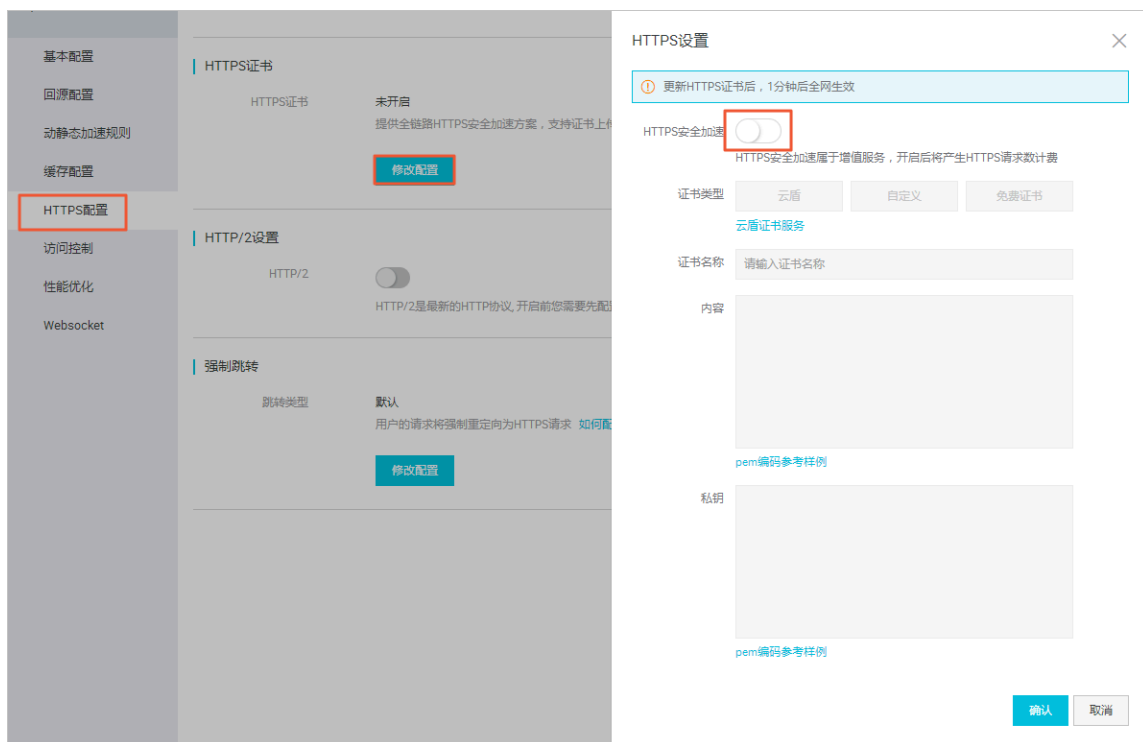 基本配置
回源配置
动静态加速规则
缓存配置
HTTPS配置
访问控制
性能优化
Websocket
HTTPS证书
HTTPS证书
未开启
提供全链路HTTPS安全加速方案，支持证书上传
修改配置
HTTP/2设置
HTTP/2
HTTP/2是最新的HTTP协议,开启前您需要先配置
强制跳转
跳转类型
默认
用户的请求将强制重定向为HTTPS请求 如何配
修改配置
HTTPS设置
更新HTTPS证书后，1分钟后全网生效
HTTPS安全加速
HTTPS安全加速属于增值服务，开启后将产生HTTPS请求数计费
证书类型 云盾 自定义 免费证书
云盾证书服务
证书名称 请输入证书名称
内容
pem编码参考样例
私钥
pem编码参考样例
确认 取消